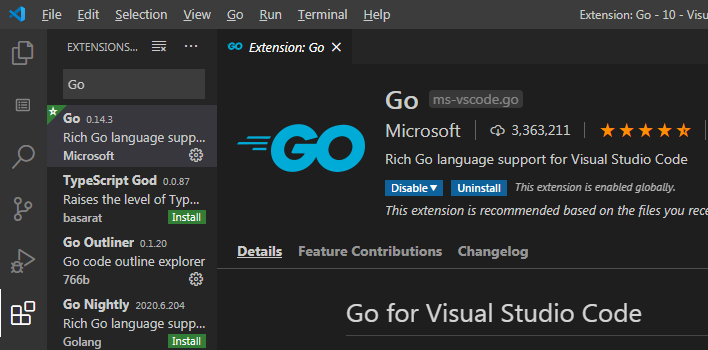 File Edit Selection View Go Run Terminal Help Extension: Go - 10 - Visu
EXTENSIONS...
Go
Go 0.14.3
Rich Go language supp...
Microsoft
TypeScript God 0.0.87
Raises the level of Typ...
basarat Install
Go Outliner 0.1.20
Go code outline explorer
766b
Go Nightly 2020.6.204
Rich Go language supp...
Golang Install
GO Extension: Go
GO
Go ms-vscode.go
Microsoft 3,363,211
Rich Go language support for Visual Studio Code
Disable Uninstall This extension is enabled globally.
This extension is recommended based on the files you rece
Details Feature Contributions Changelog
Go for Visual Studio Code